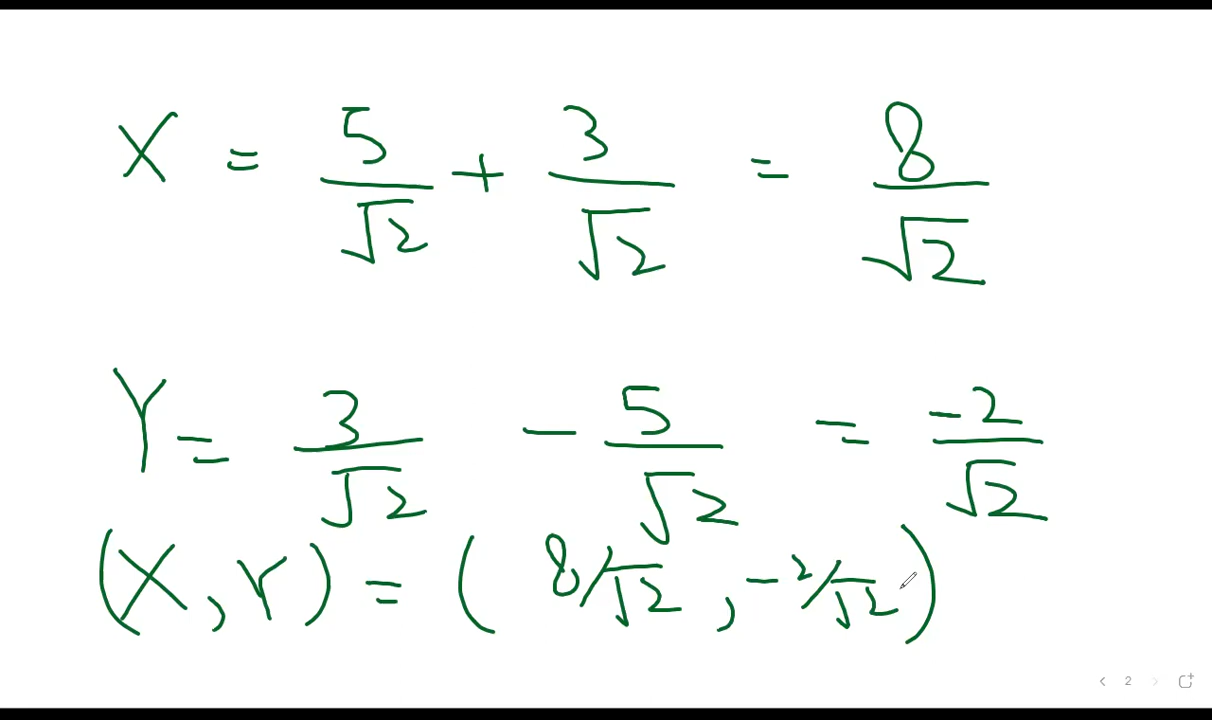 X = 5/√2 + 3/√2 = 8/√2
Y = 3/√2 - 5/√2 = -2/√2
(X, Y) = (8/√2, -2/√2)
2